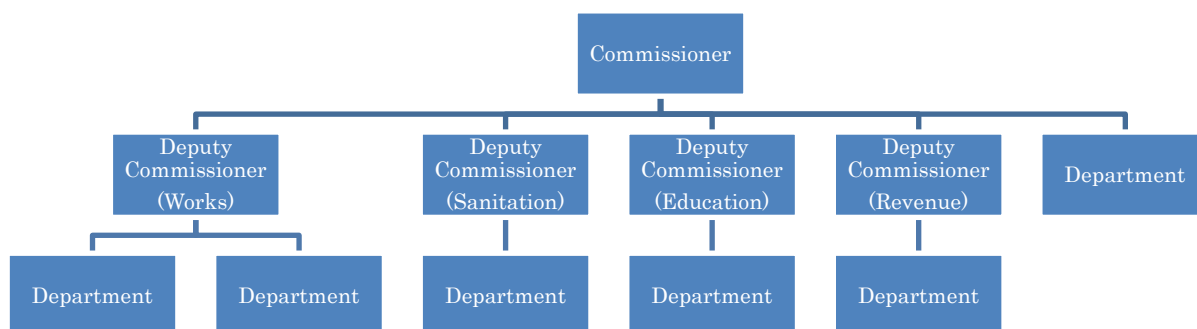 Commissioner
Deputy
Commissioner
(Works)
Deputy
Commissioner
(Sanitation)
Deputy
Commissioner
(Education)
Deputy
Commissioner
(Revenue)
Department
Department
Department
Department
Department
Department